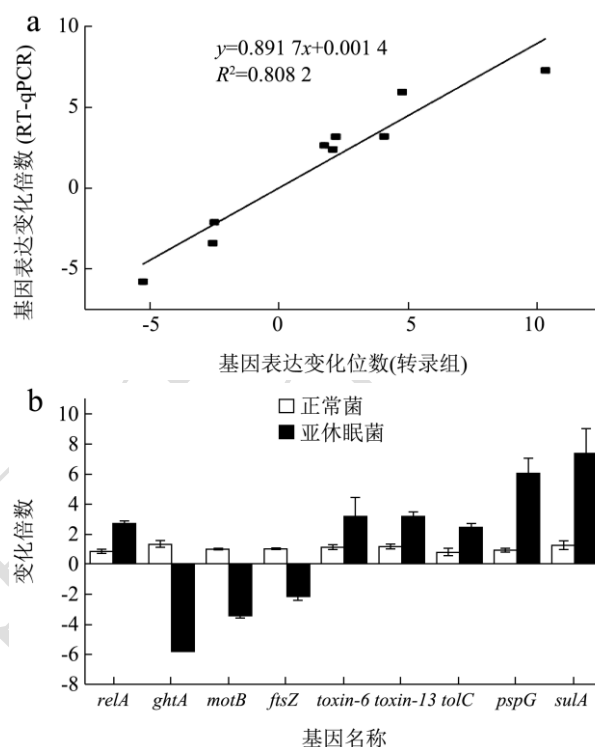 a
y=0.891 7x+0.001 4
R²=0.808 2
10
5
0
-5
基因表达变化倍数 (RT-qPCR)
-5 0 5 10
基因表达变化位数(转录组)
b
正常菌
亚休眠菌
10
8
6
4
2
0
-2
-4
-6
-8
变化倍数
relA ghtA motB ftsZ toxin-6 toxin-13 tolC pspG sulA
基因名称